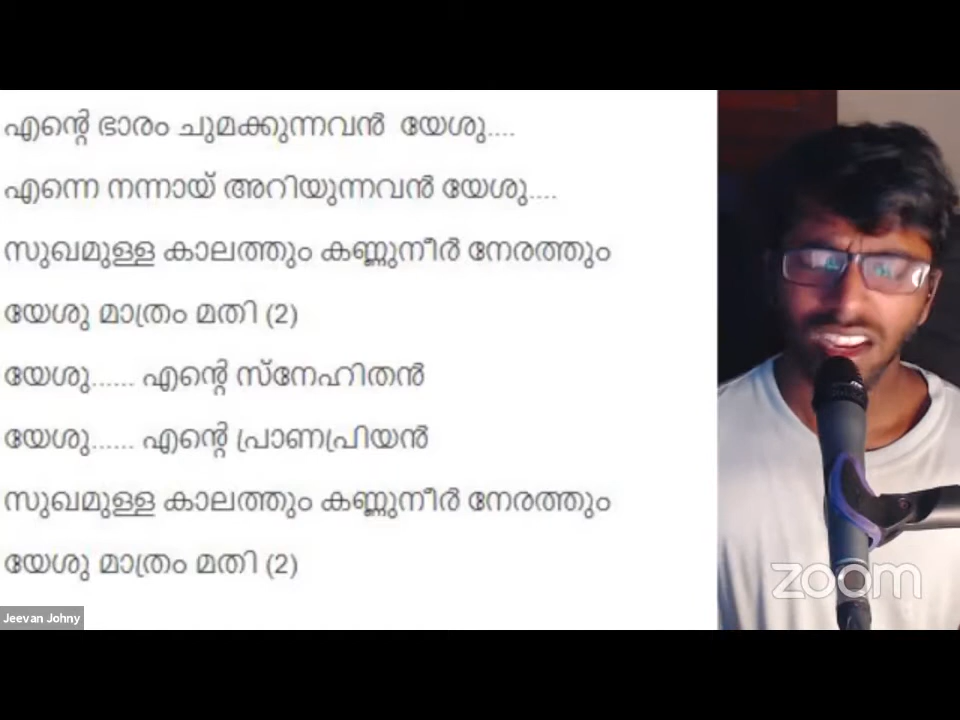 എന്റെ ഭാരം ചുമക്കുന്നവൻ യേശു....
എന്നെ നന്നായ് അറിയുന്നവൻ യേശു....
സുഖമുള്ള കാലത്തും കണ്ണുനീർ നേരത്തും
യേശു മാത്രം മതി (2)
യേശു...... എന്റെ സ്നേഹിതൻ
യേശു...... എന്റെ പ്രാണപ്രിയൻ
സുഖമുള്ള കാലത്തും കണ്ണുനീർ നേരത്തും
യേശു മാത്രം മതി (2)
Jeevan Johny
zoom